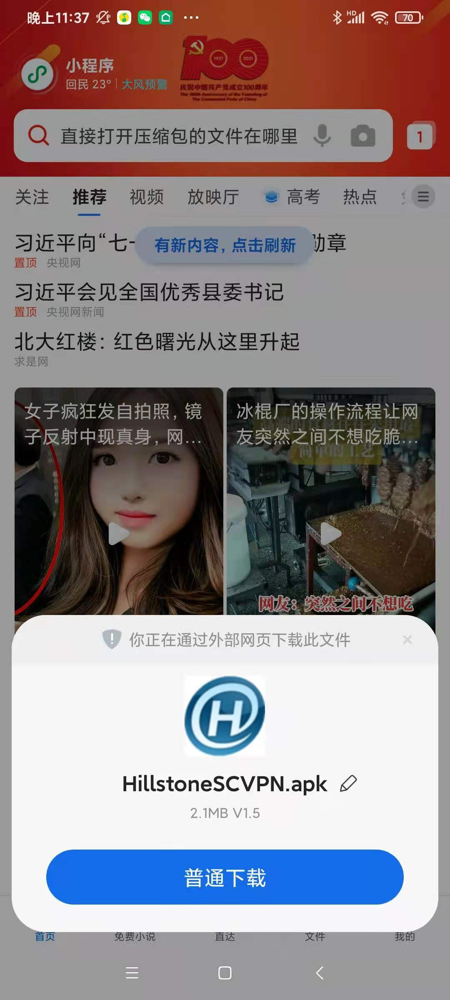 晚上11:37
HD
70
小程序
回民 23° 大风预警
1921
2021
庆祝中国共产党成立100周年
The 100th Anniversary of the Founding of
The Communist Party of China
直接打开压缩包的文件在哪里
1
关注 推荐 视频 放映厅 高考 热点
习近平向“七一
勋章
有新内容，点击刷新
置顶 央视网
习近平会见全国优秀县委书记
置顶 央视网新闻
北大红楼：红色曙光从这里升起
求是网
女子疯狂发自拍照，镜
子反射中现真身，网...
冰棍厂的操作流程让网
友突然之间不想吃脆...
简单的工艺
网友：突然之间不想吃
你正在通过外部网页下载此文件
H
HillstoneSCVPN.apk
2.1MB V1.5
普通下载
首页 免费小说 直达 文件 我的